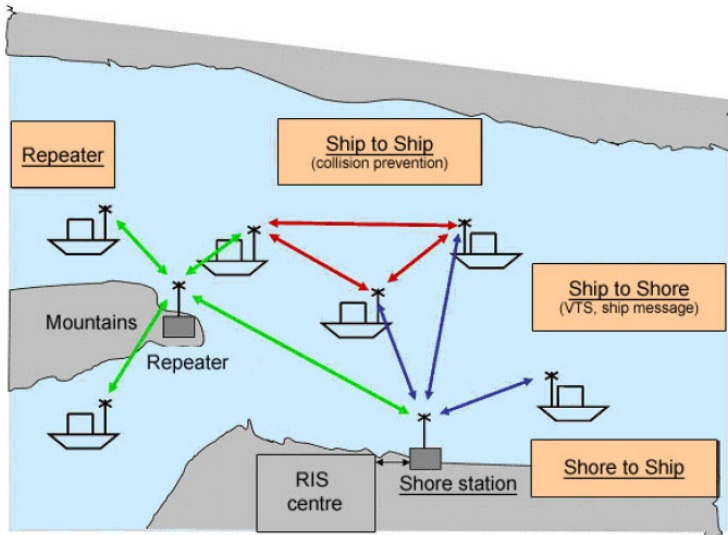 Repeater
Ship to Ship
(collision prevention)
Ship to Shore
(VTS, ship message)
Mountains
Repeater
Shore to Ship
RIS
centre
Shore station